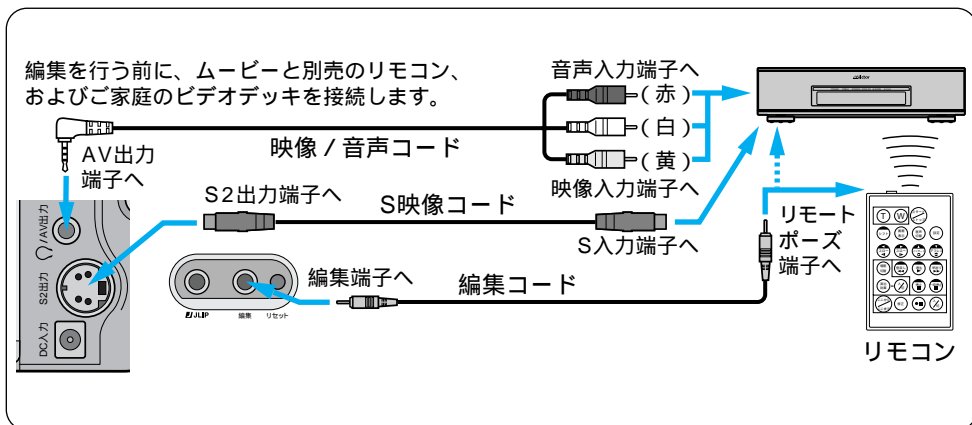 編集を行う前に、ムービーと別売のリモコン、
およびご家庭のビデオデッキを接続します。
音声入力端子へ
(赤)
(白)
(黄)
映像 / 音声コード
映像入力端子へ
AV出力
端子へ
S2出力端子へ
S映像コード
S入力端子へ
リモート
ポーズ
端子へ
編集端子へ
編集コード
リモコン
/AV出力
S2出力
DC入力
JLIP
編集
リセット
Victor
T
W